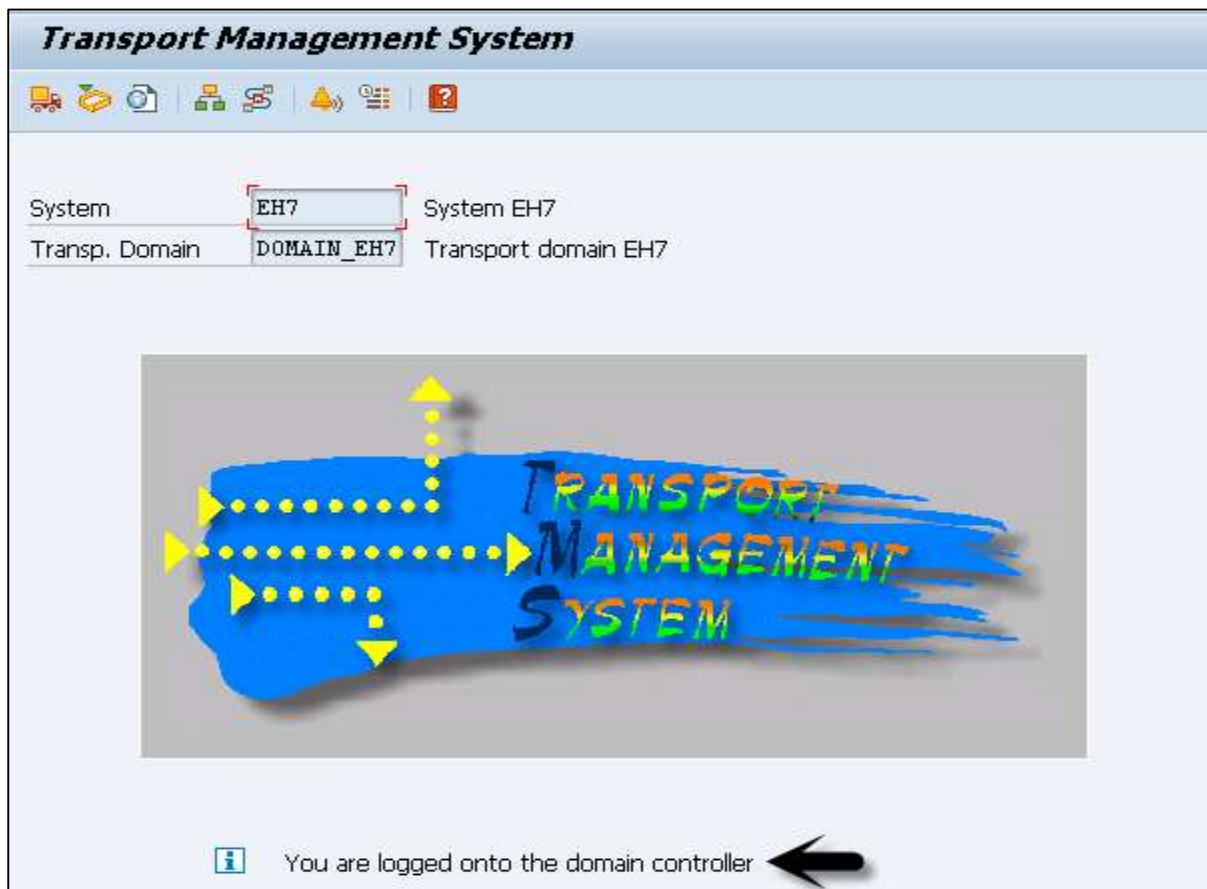 Transport Management System
System EH7 System EH7
Transp. Domain DOMAIN_EH7 Transport domain EH7
TRANSPORT
MANAGEMENT
SYSTEM
You are logged onto the domain controller